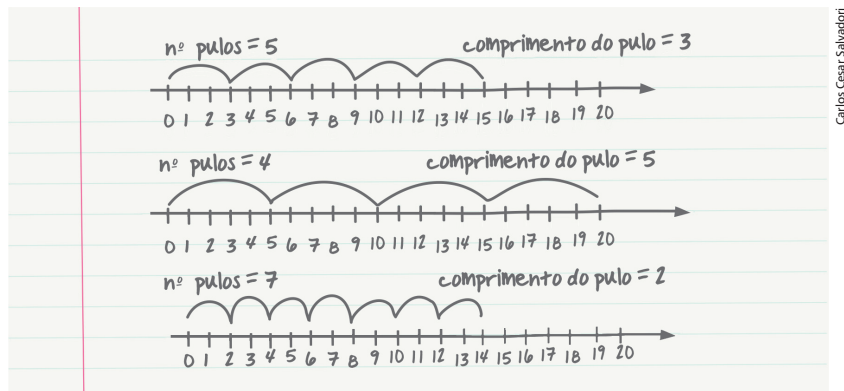 nº pulos = 5 comprimento do pulo = 3
0 1 2 3 4 5 6 7 8 9 10 11 12 13 14 15 16 17 18 19 20
nº pulos = 4 comprimento do pulo = 5
0 1 2 3 4 5 6 7 8 9 10 11 12 13 14 15 16 17 18 19 20
nº pulos = 7 comprimento do pulo = 2
0 1 2 3 4 5 6 7 8 9 10 11 12 13 14 15 16 17 18 19 20
Carlos Cesar Salvadori